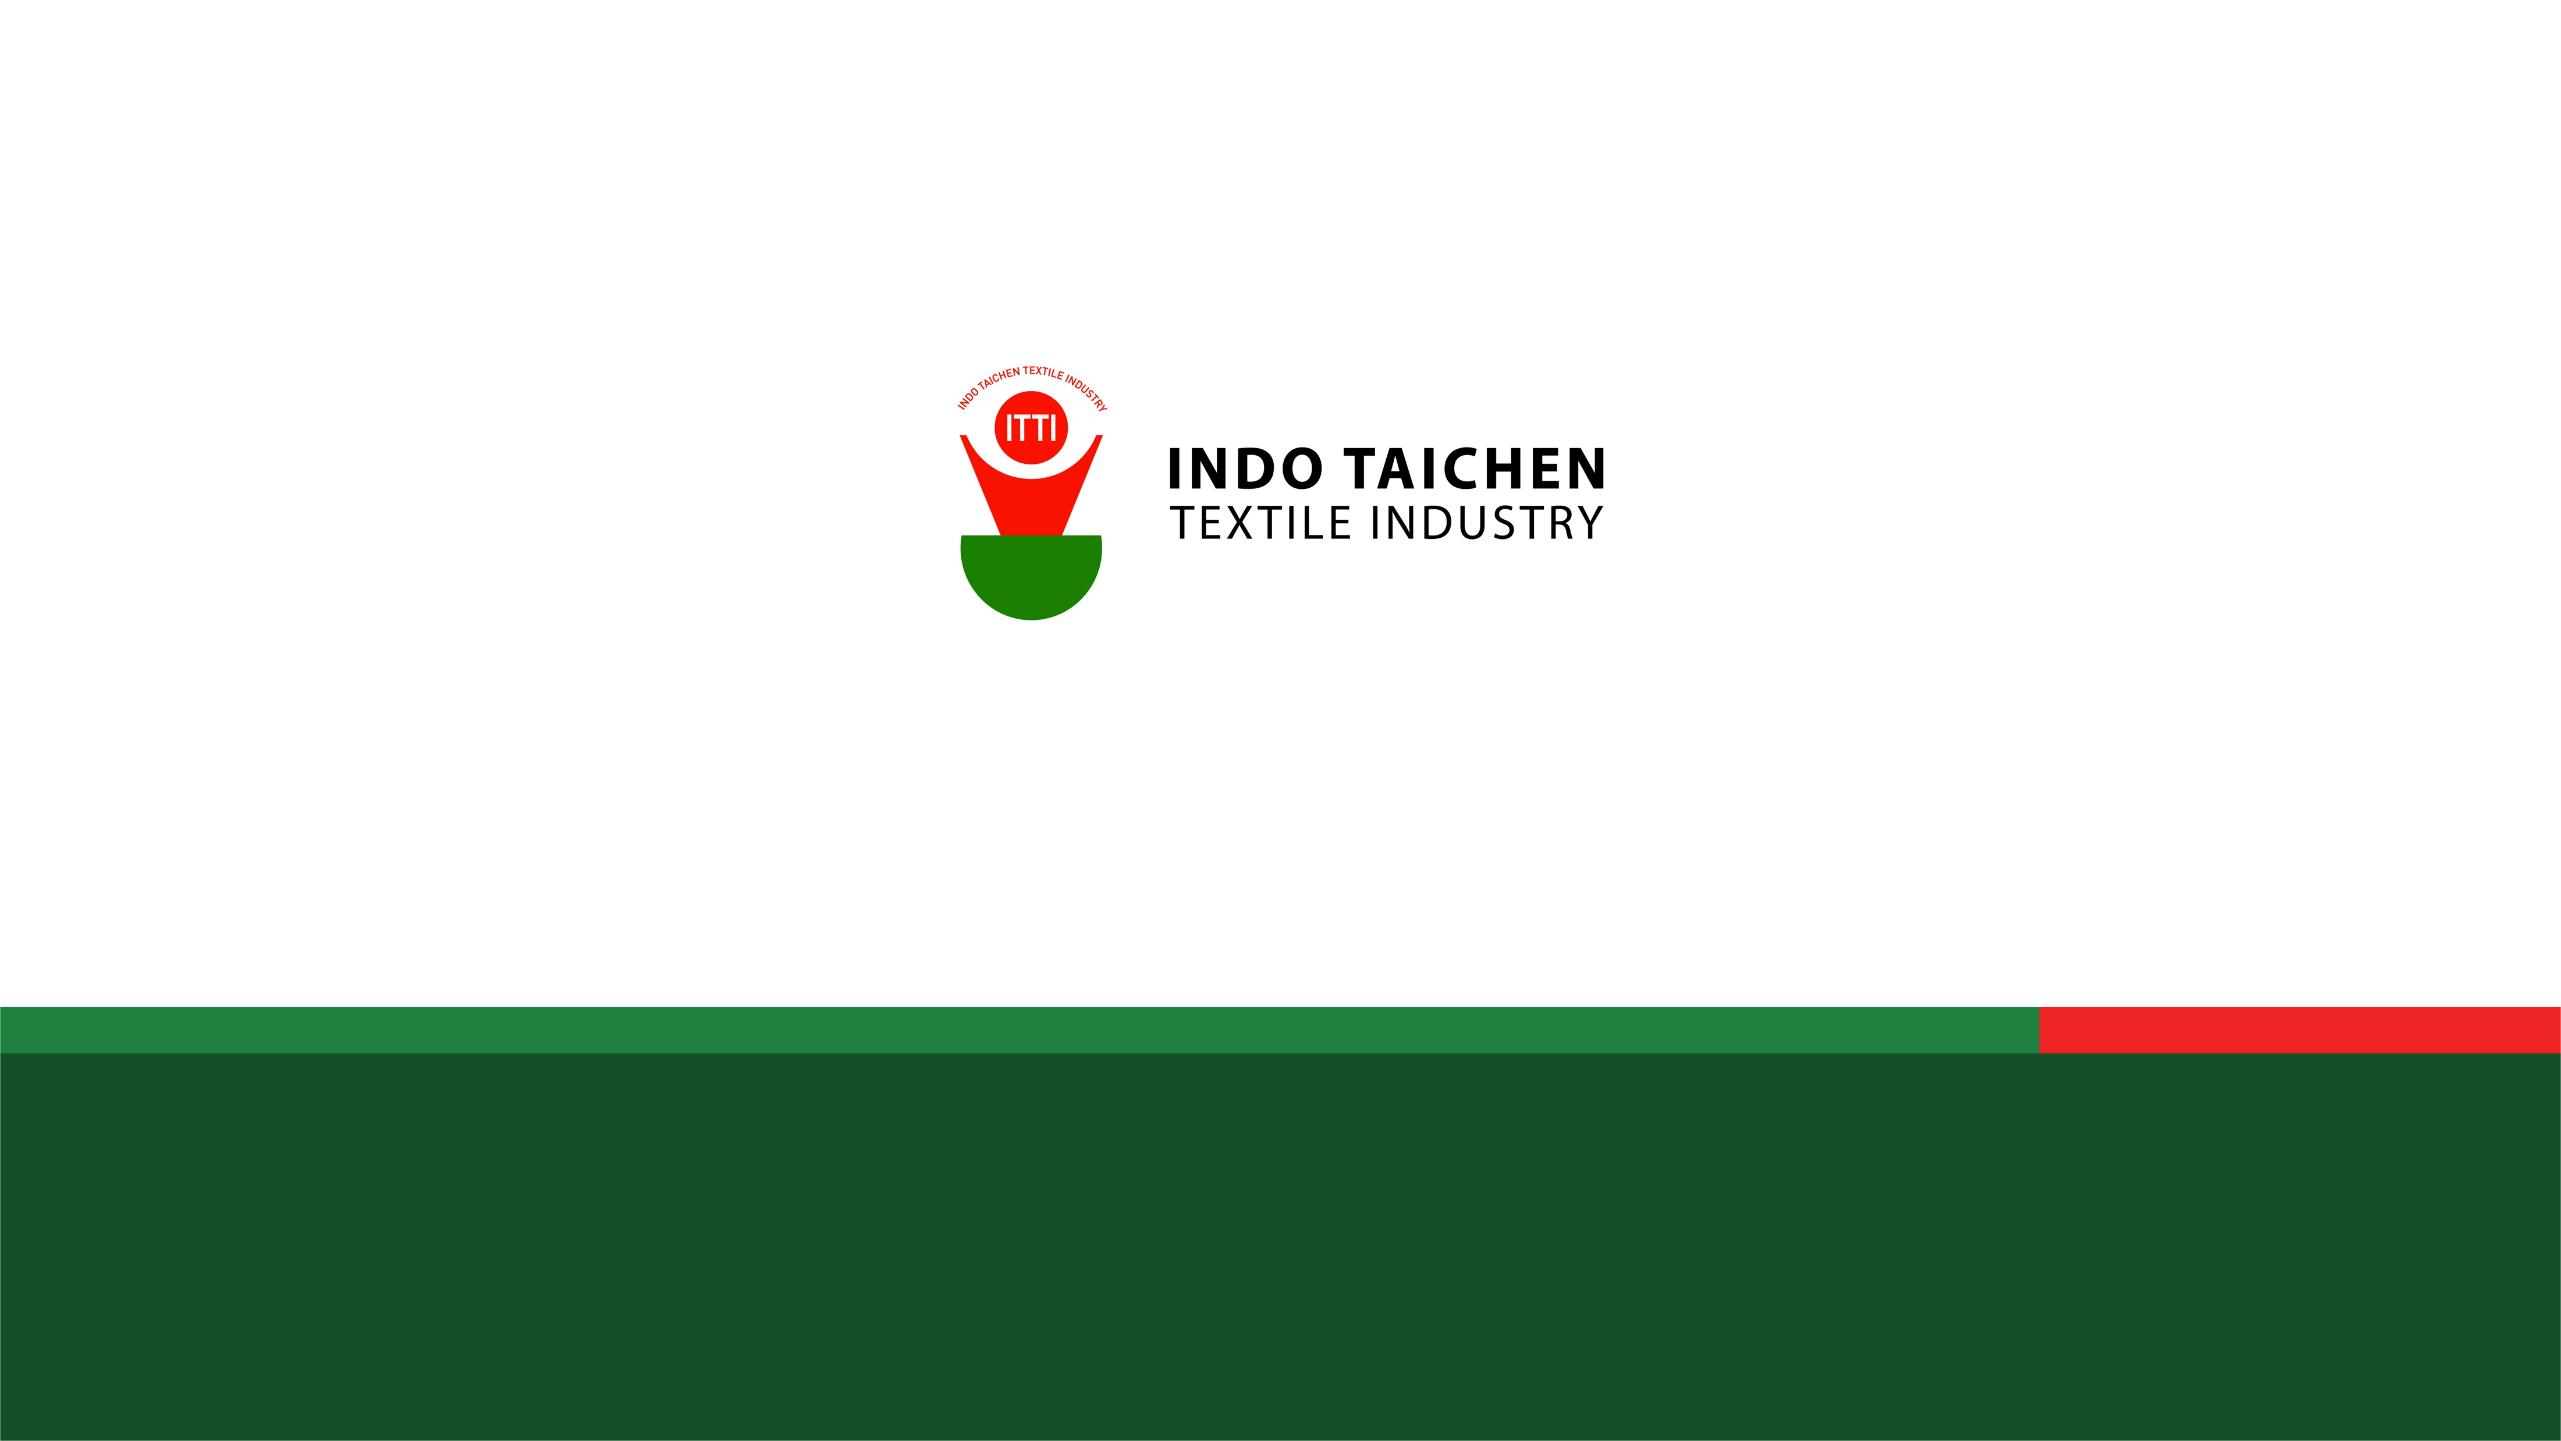 INDO TAICHEN TEXTILE INDUSTRY
ITTI
INDO TAICHEN
TEXTILE INDUSTRY